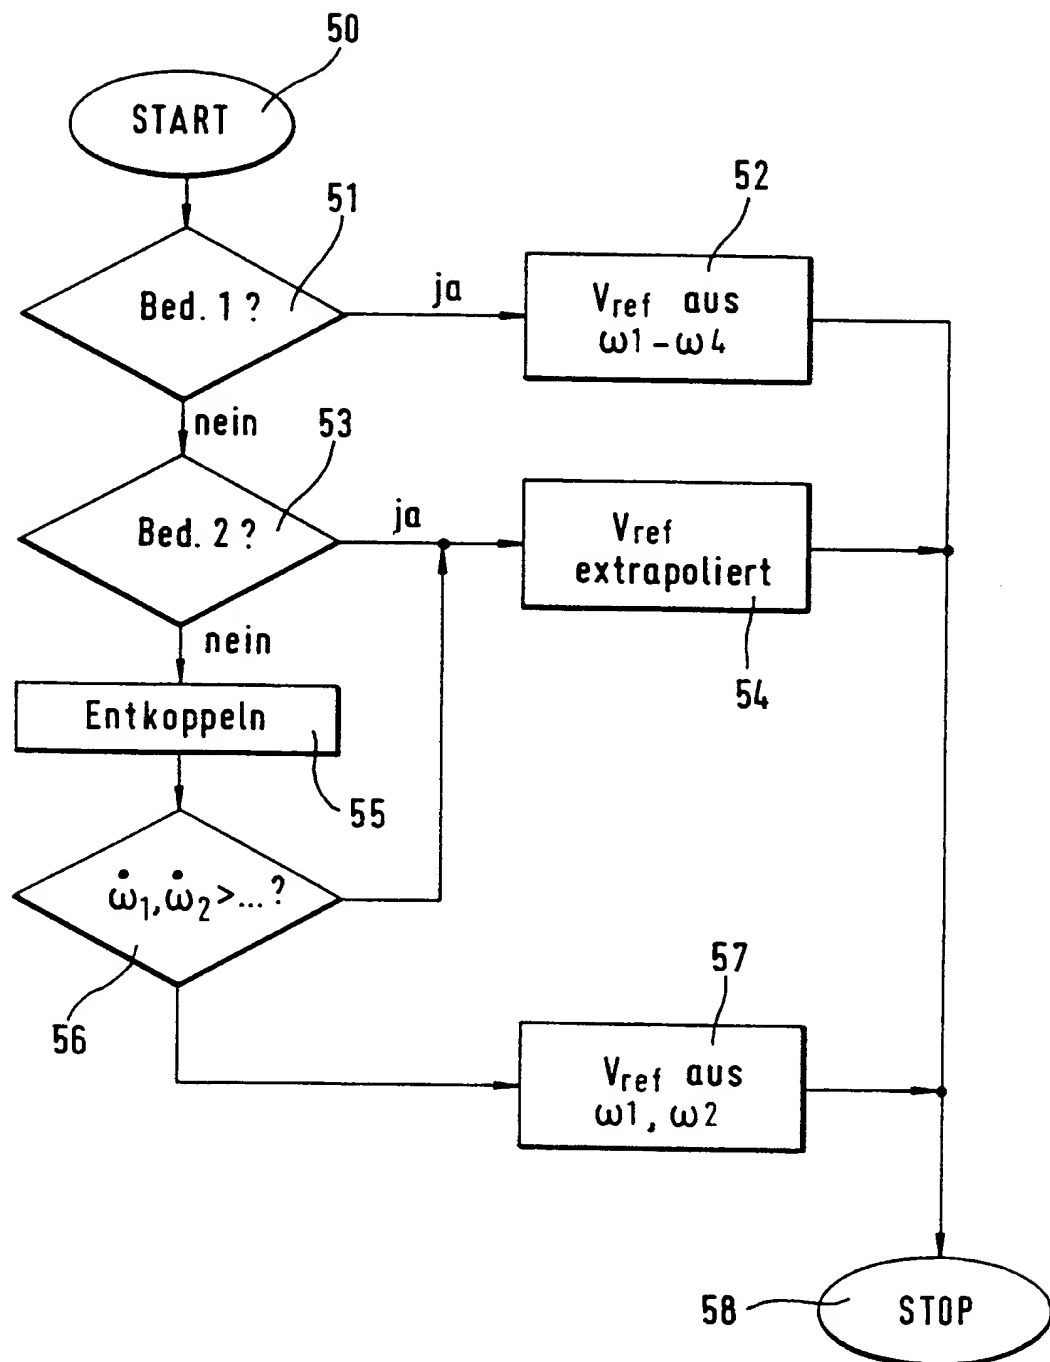 50
START
51
52
Bed. 1 ?
ja
Vref aus
ω1 - ω4
nein
53
Bed. 2 ?
ja
Vref
extrapoliert
54
nein
Entkoppeln
55
ω̇1, ω̇2 > ... ?
56
57
Vref aus
ω1, ω2
58
STOP